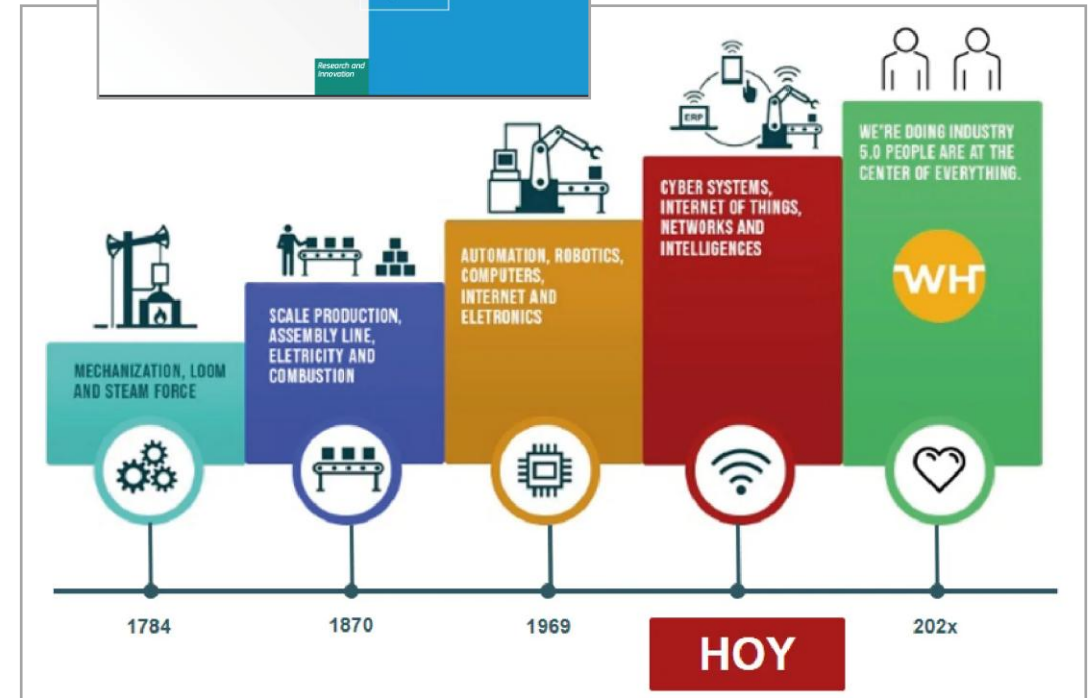 Research and
Innovation
MECHANIZATION, LOOM
AND STEAM FORCE
SCALE PRODUCTION,
ASSEMBLY LINE,
ELETRICITY AND
COMBUSTION
AUTOMATION, ROBOTICS,
COMPUTERS,
INTERNET AND
ELETRONICS
ERP
CYBER SYSTEMS,
INTERNET OF THINGS,
NETWORKS AND
INTELLIGENCES
WE'RE DOING INDUSTRY
5.0 PEOPLE ARE AT THE
CENTER OF EVERYTHING.
WH
1784
1870
1969
HOY
202x